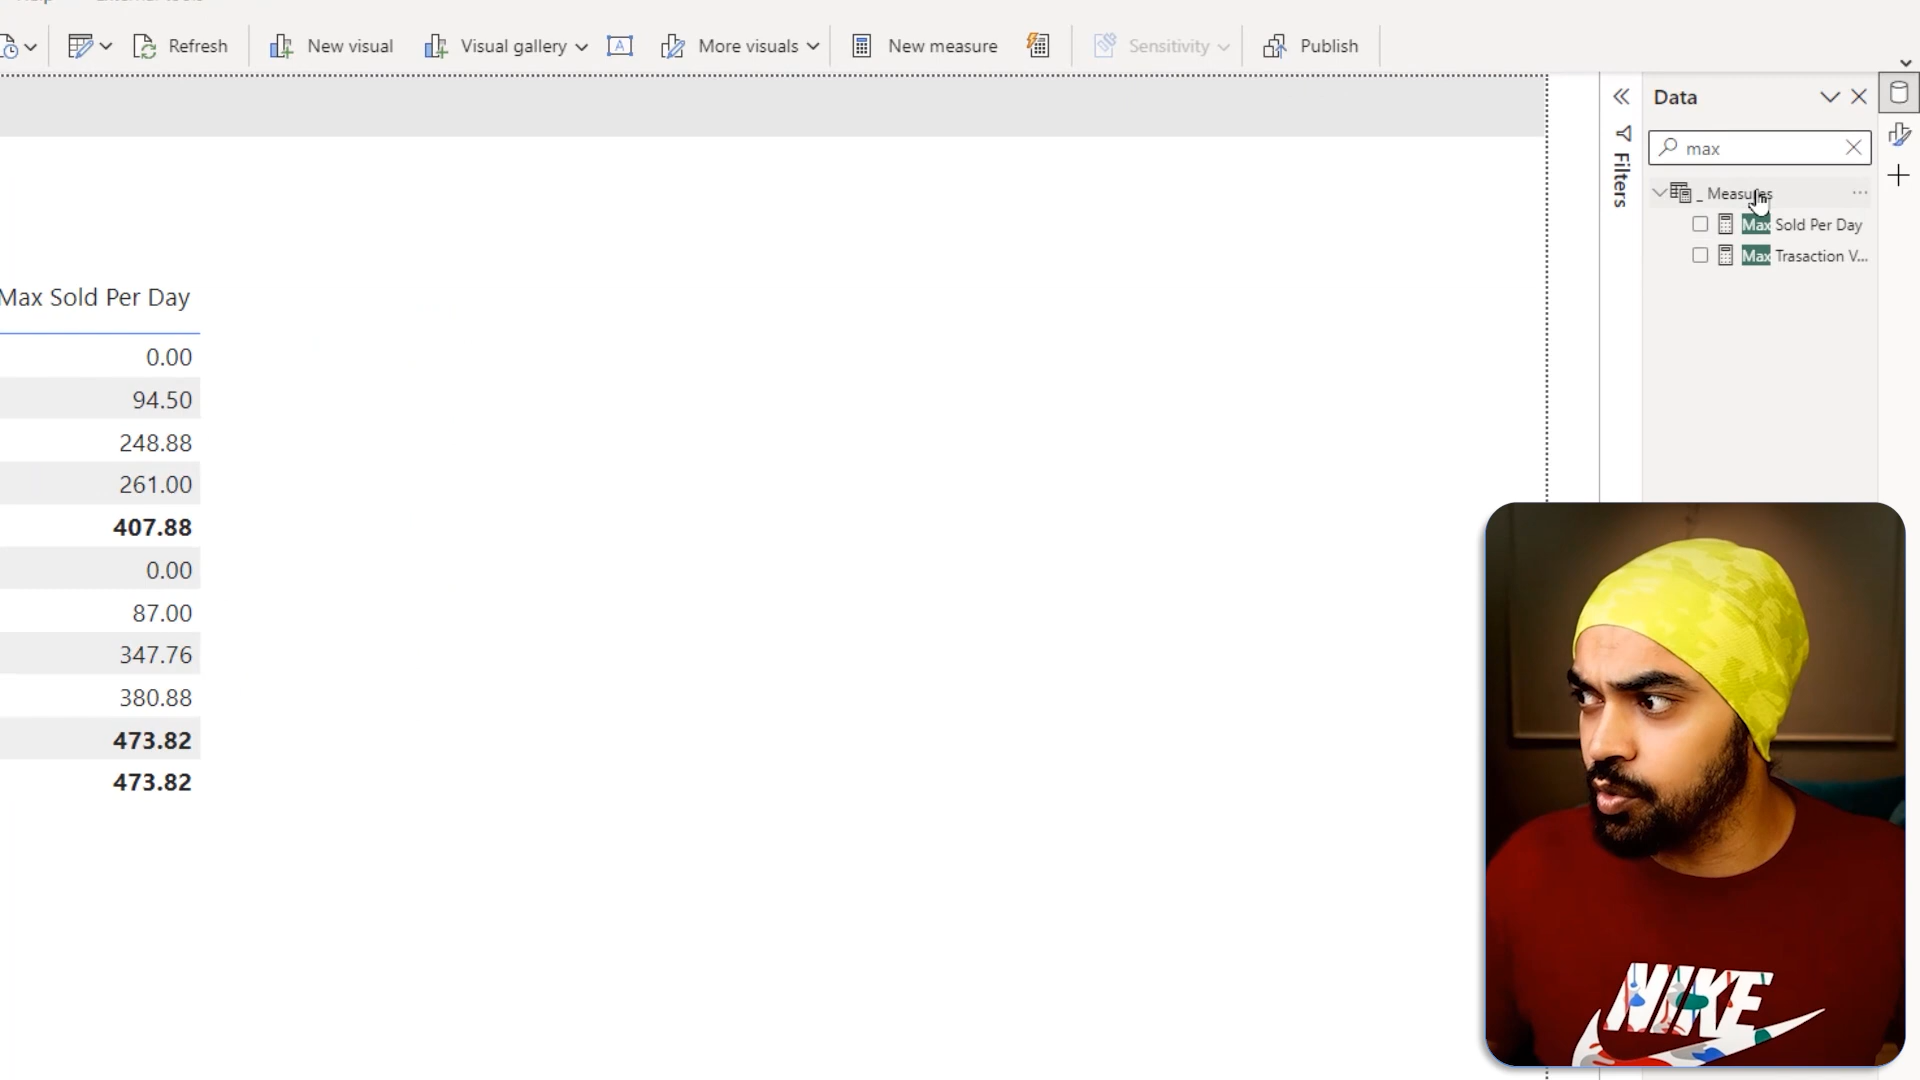 Refresh
New visual
Visual gallery
More visuals
New measure
Sensitivity
Publish
Data
max
Filters
_ Measures
Max Sold Per Day
Max Trasaction V...
Max Sold Per Day
0.00
94.50
248.88
261.00
407.88
0.00
87.00
347.76
380.88
473.82
473.82
NIKE